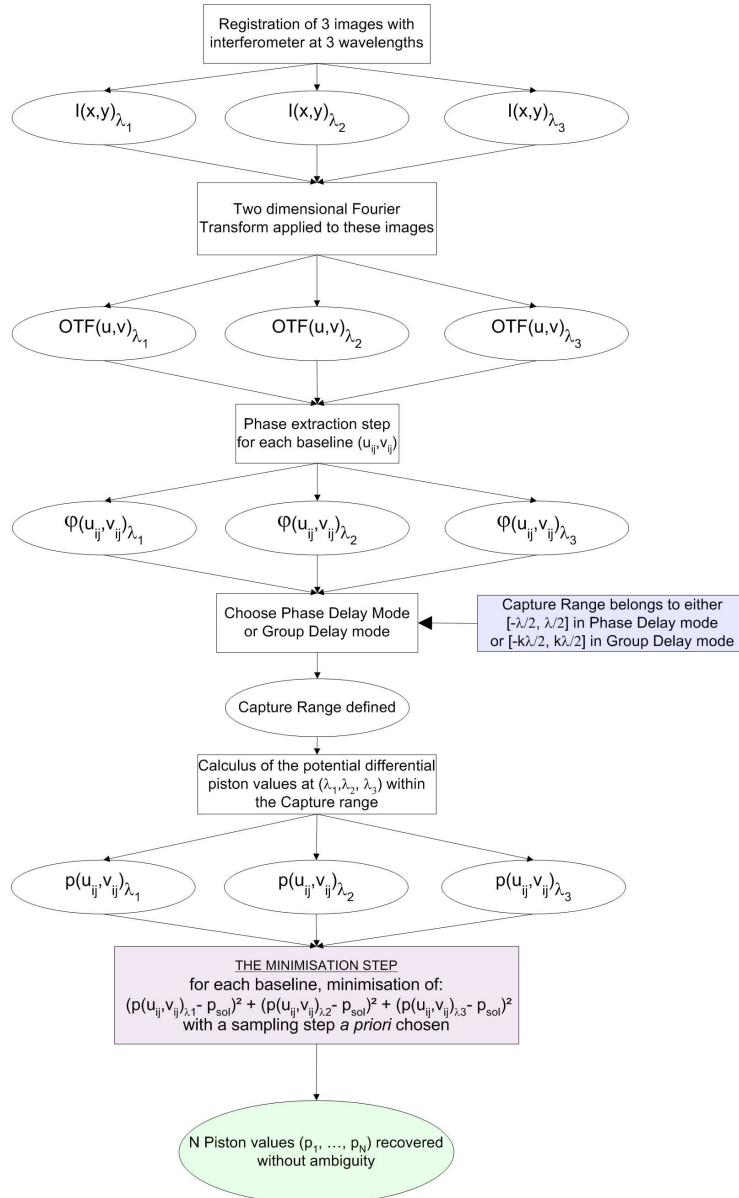 Registration of 3 images with
interferometer at 3 wavelengths
I(x,y)λ₁
I(x,y)λ₂
I(x,y)λ₃
Two dimensional Fourier
Transform applied to these images
OTF(u,v)λ₁
OTF(u,v)λ₂
OTF(u,v)λ₃
Phase extraction step
for each baseline (uᵢⱼ,vᵢⱼ)
φ(uᵢⱼ,vᵢⱼ)λ₁
φ(uᵢⱼ,vᵢⱼ)λ₂
φ(uᵢⱼ,vᵢⱼ)λ₃
Choose Phase Delay Mode
or Group Delay mode
Capture Range belongs to either
[-λ/2, λ/2] in Phase Delay mode
or [-kλ/2, kλ/2] in Group Delay mode
Capture Range defined
Calculus of the potential differential
piston values at (λ₁,λ₂, λ₃) within
the Capture range
p(uᵢⱼ,vᵢⱼ)λ₁
p(uᵢⱼ,vᵢⱼ)λ₂
p(uᵢⱼ,vᵢⱼ)λ₃
THE MINIMISATION STEP
for each baseline, minimisation of:
(p(uᵢⱼ,vᵢⱼ)λ1- psol)² + (p(uᵢⱼ,vᵢⱼ)λ2- psol)² + (p(uᵢⱼ,vᵢⱼ)λ3- psol)²
with a sampling step a priori chosen
N Piston values (p₁, …, pN) recovered
without ambiguity